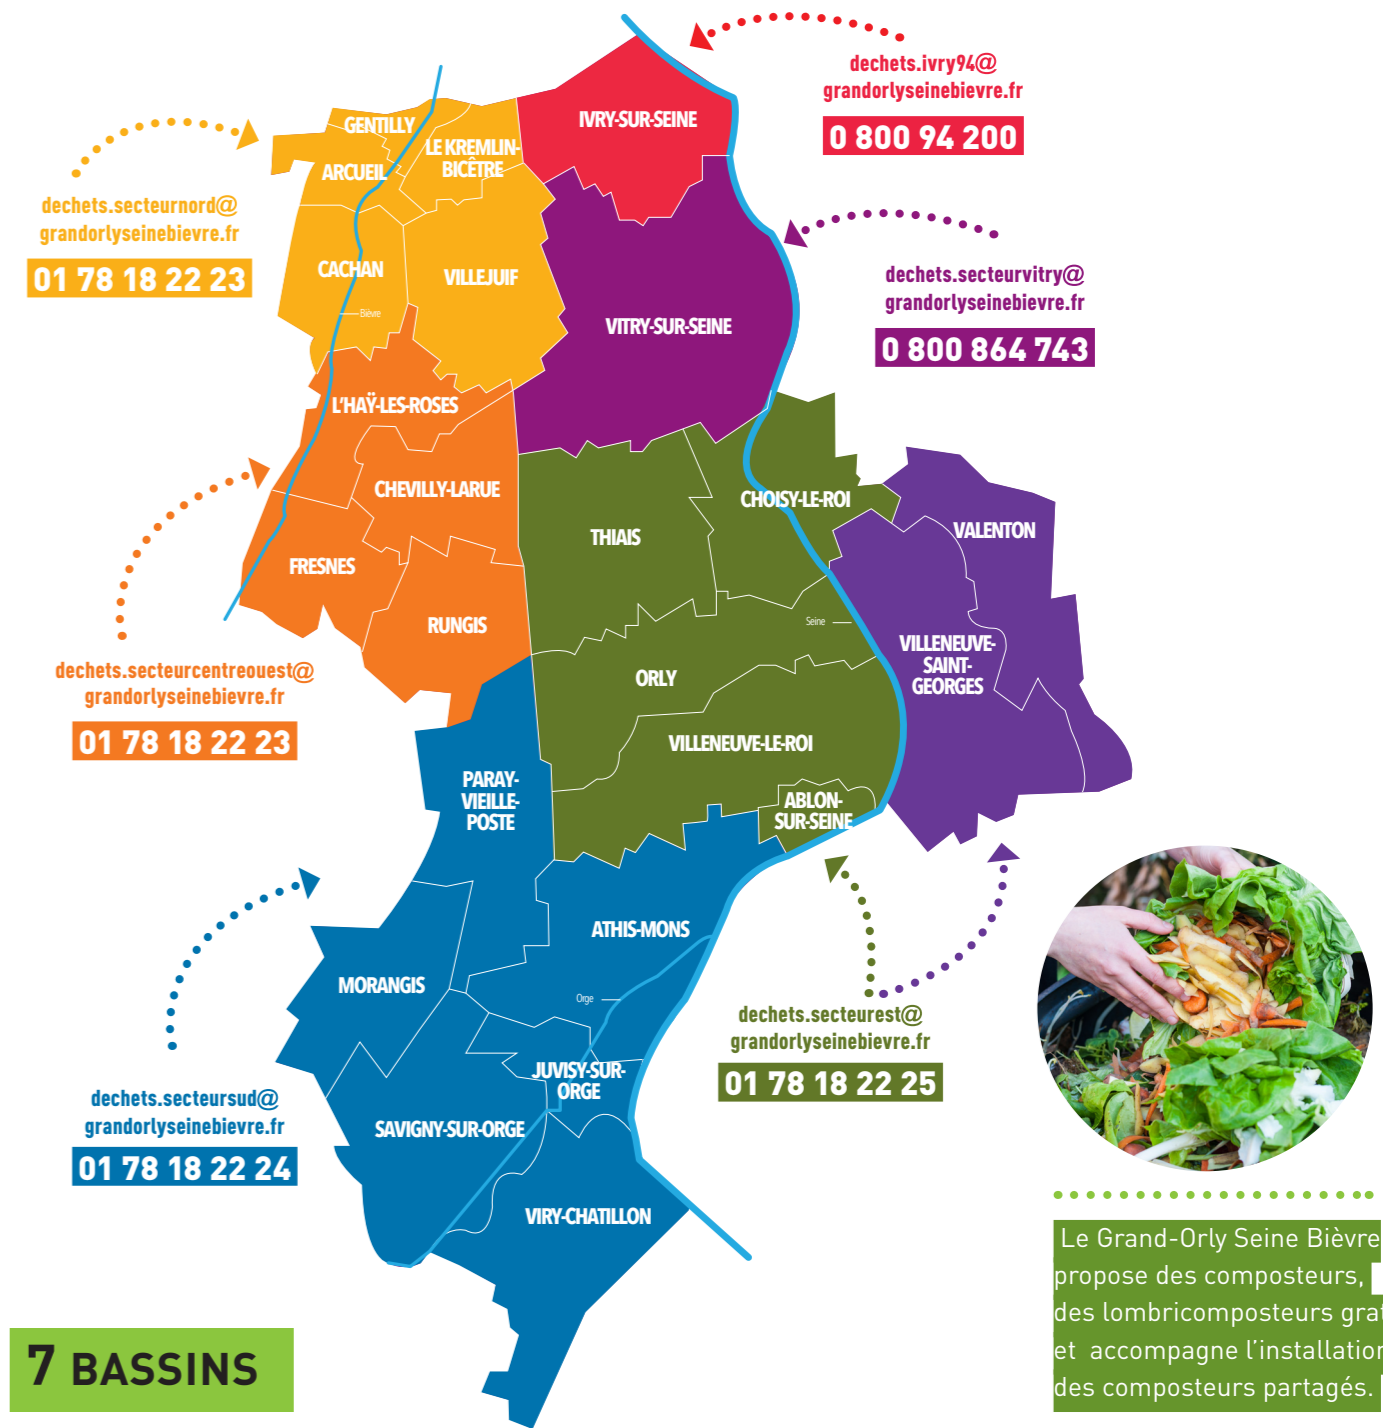 dechets.ivry94@
grandorlyseinebievre.fr
0 800 94 200
IVRY-SUR-SEINE
GENTILLY
LE KREMLIN-
BICÊTRE
ARCUEIL
dechets.secteurnord@
grandorlyseinebievre.fr
01 78 18 22 23
CACHAN
VILLEJUIF
Bièvre
dechets.secteurvitry@
grandorlyseinebievre.fr
0 800 864 743
VITRY-SUR-SEINE
L'HAŸ-LES-ROSES
CHEVILLY-LARUE
FRESNES
RUNGIS
dechets.secteurcentreouest@
grandorlyseinebievre.fr
01 78 18 22 23
THIAIS
CHOISY-LE-ROI
VALENTON
Seine
VILLENEUVE-
SAINT-
GEORGES
ORLY
VILLENEUVE-LE-ROI
ABLON-
SUR-SEINE
PARAY-
VIEILLE-
POSTE
ATHIS-MONS
MORANGIS
Orge
JUVISY-SUR-
ORGE
SAVIGNY-SUR-ORGE
VIRY-CHATILLON
dechets.secteurest@
grandorlyseinebievre.fr
01 78 18 22 25
dechets.secteursud@
grandorlyseinebievre.fr
01 78 18 22 24
7 BASSINS
Le Grand-Orly Seine Bièvre
propose des composteurs,
des lombricomposteurs grat
et accompagne l'installation
des composteurs partagés.